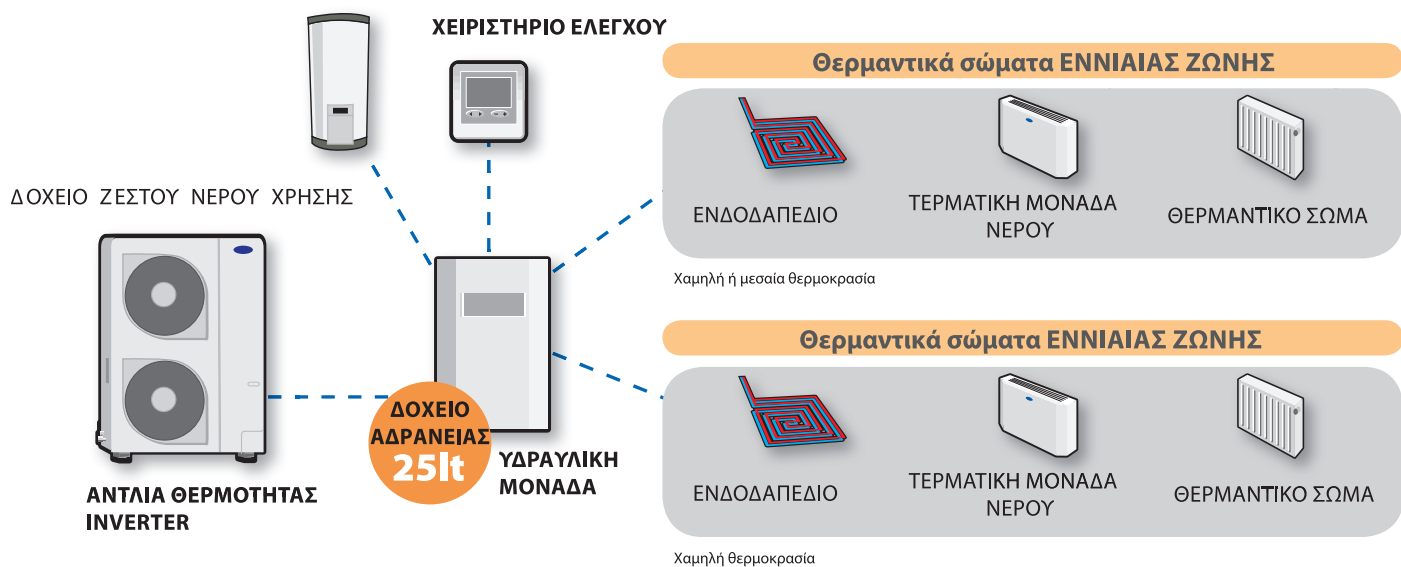 ΧΕΙΡΙΣΤΗΡΙΟ ΕΛΕΓΧΟΥ
ΔΟΧΕΙΟ ΖΕΣΤΟΥ ΝΕΡΟΥ ΧΡΗΣΗΣ
ΔΟΧΕΙΟ
ΑΔΡΑΝΕΙΑΣ
25lt
ΥΔΡΑΥΛΙΚΗ
ΜΟΝΑΔΑ
ΑΝΤΛΙΑ ΘΕΡΜΟΤΗΤΑΣ
INVERTER
Θερμαντικά σώματα ΕΝΝΙΑΙΑΣ ΖΩΝΗΣ
ΕΝΔΟΔΑΠΕΔΙΟ
ΤΕΡΜΑΤΙΚΗ ΜΟΝΑΔΑ
ΝΕΡΟΥ
ΘΕΡΜΑΝΤΙΚΟ ΣΩΜΑ
Χαμηλή ή μεσαία θερμοκρασία
Θερμαντικά σώματα ΕΝΝΙΑΙΑΣ ΖΩΝΗΣ
ΕΝΔΟΔΑΠΕΔΙΟ
ΤΕΡΜΑΤΙΚΗ ΜΟΝΑΔΑ
ΝΕΡΟΥ
ΘΕΡΜΑΝΤΙΚΟ ΣΩΜΑ
Χαμηλή θερμοκρασία